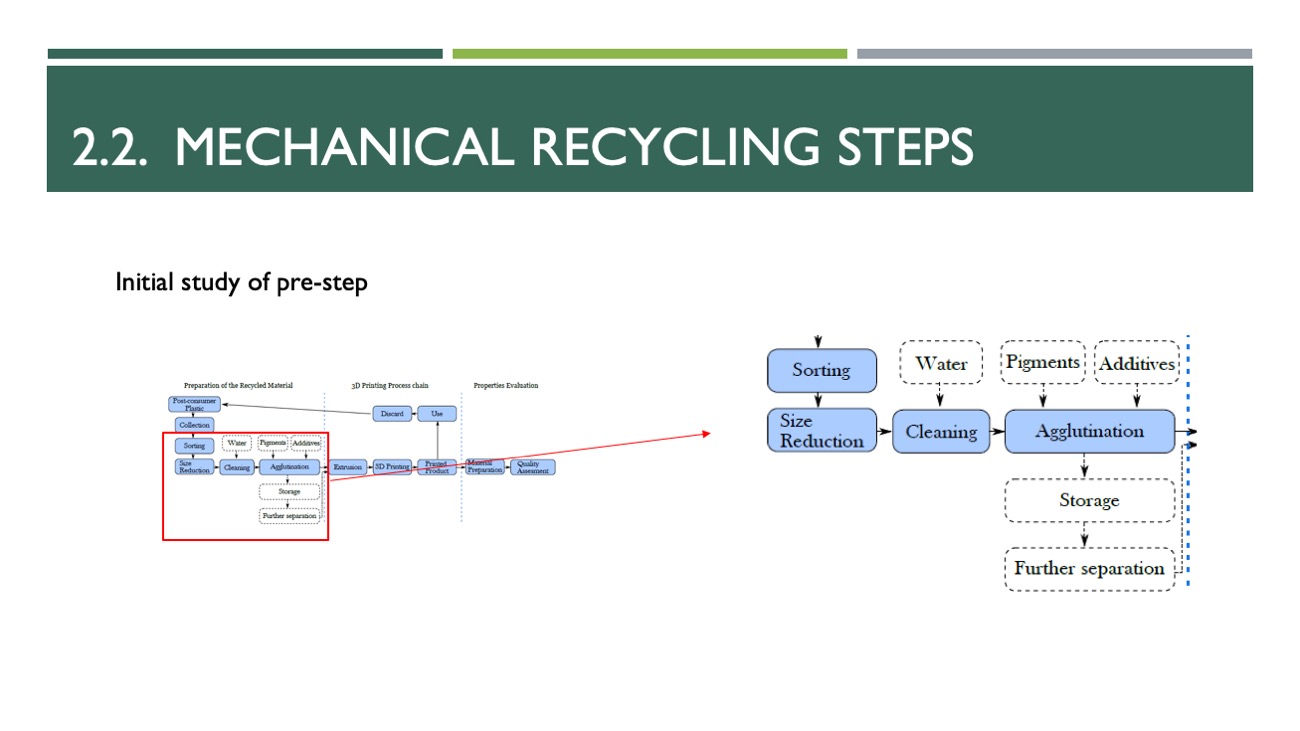 2.2. MECHANICAL RECYCLING STEPS
Initial study of pre-step
Preparation of the Recycled Material
3D Printing Process chain
Properties Evaluation
Post-consumer
Plastic
Discard
Use
Collection
Sorting
Water
Pigments
Additives
Size
Reduction
Cleaning
Agglutination
Extrusion
3D Printing
Printed
Product
Material
Preparation
Quality
Assesment
Storage
Further separation
Sorting
Water
Pigments
Additives
Size
Reduction
Cleaning
Agglutination
Storage
Further separation